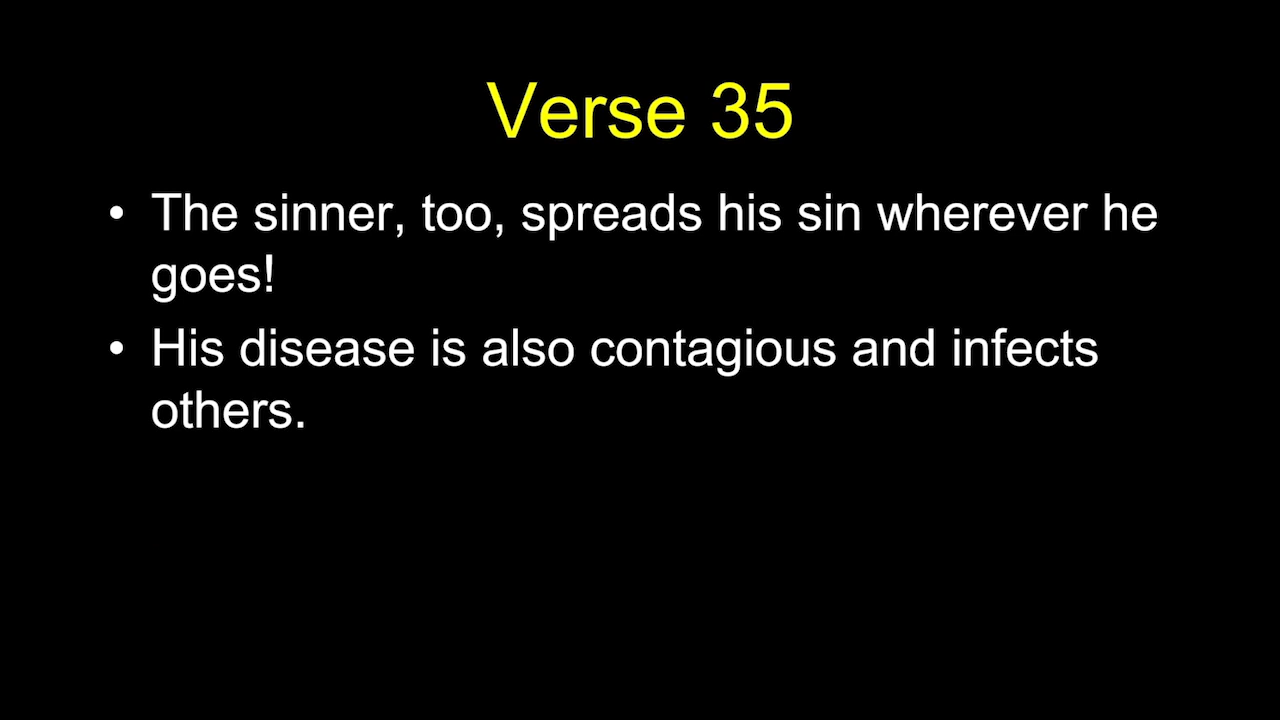 Verse 35
• The sinner, too, spreads his sin wherever he
goes!
• His disease is also contagious and infects
others.